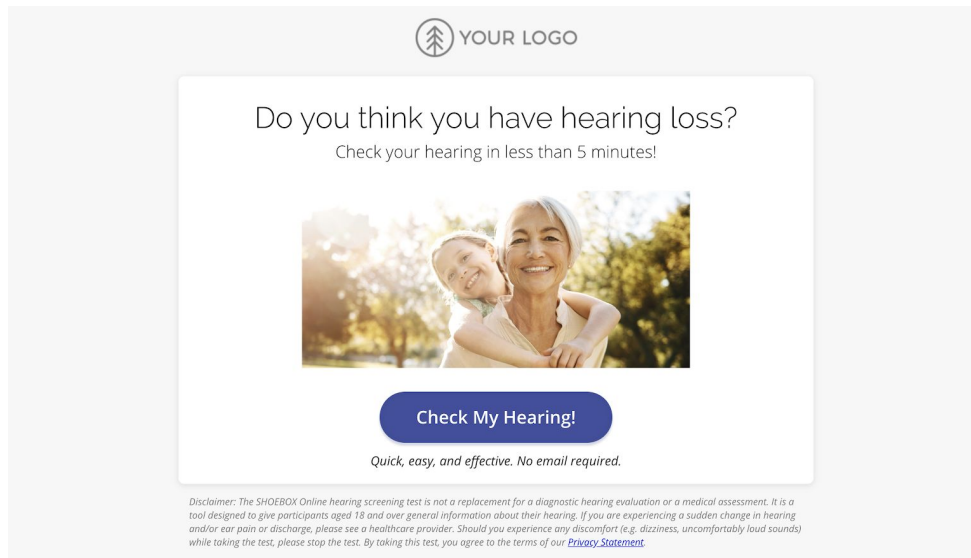 YOUR LOGO
Do you think you have hearing loss?
Check your hearing in less than 5 minutes!
Check My Hearing!
Quick, easy, and effective. No email required.
Disclaimer: The SHOEBOX Online hearing screening test is not a replacement for a diagnostic hearing evaluation or a medical assessment. It is a
tool designed to give participants aged 18 and over general information about their hearing. If you are experiencing a sudden change in hearing
and/or ear pain or discharge, please see a healthcare provider. Should you experience any discomfort (e.g. dizziness, uncomfortably loud sounds)
while taking the test, please stop the test. By taking this test, you agree to the terms of our Privacy Statement.